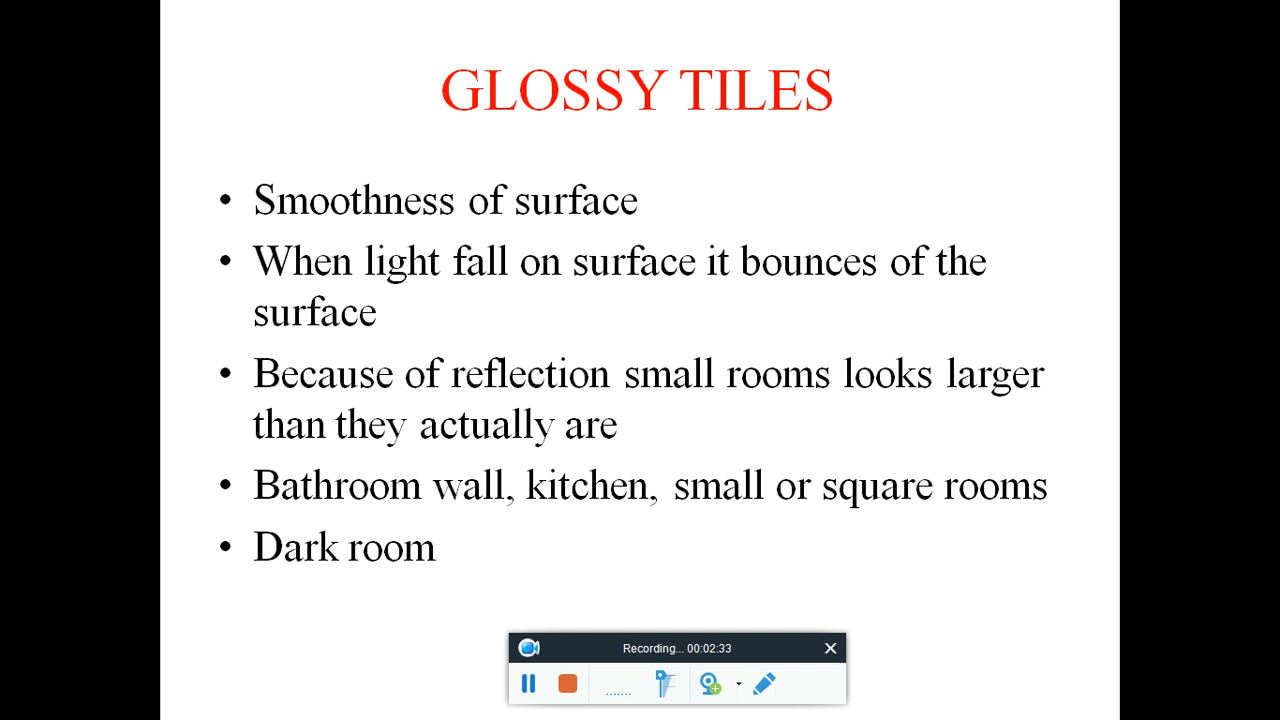 GLOSSY TILES
• Smoothness of surface
• When light fall on surface it bounces of the
surface
• Because of reflection small rooms looks larger
than they actually are
• Bathroom wall, kitchen, small or square rooms
• Dark room
Recording... 00:02:33